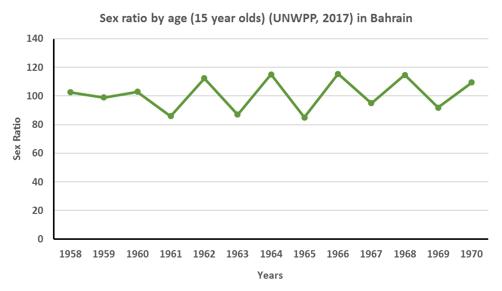 Sex ratio by age (15 year olds) (UNWPP, 2017) in Bahrain
140
120
100
80
60
40
20
0
Sex Ratio
1958 1959 1960 1961 1962 1963 1964 1965 1966 1967 1968 1969 1970
Years